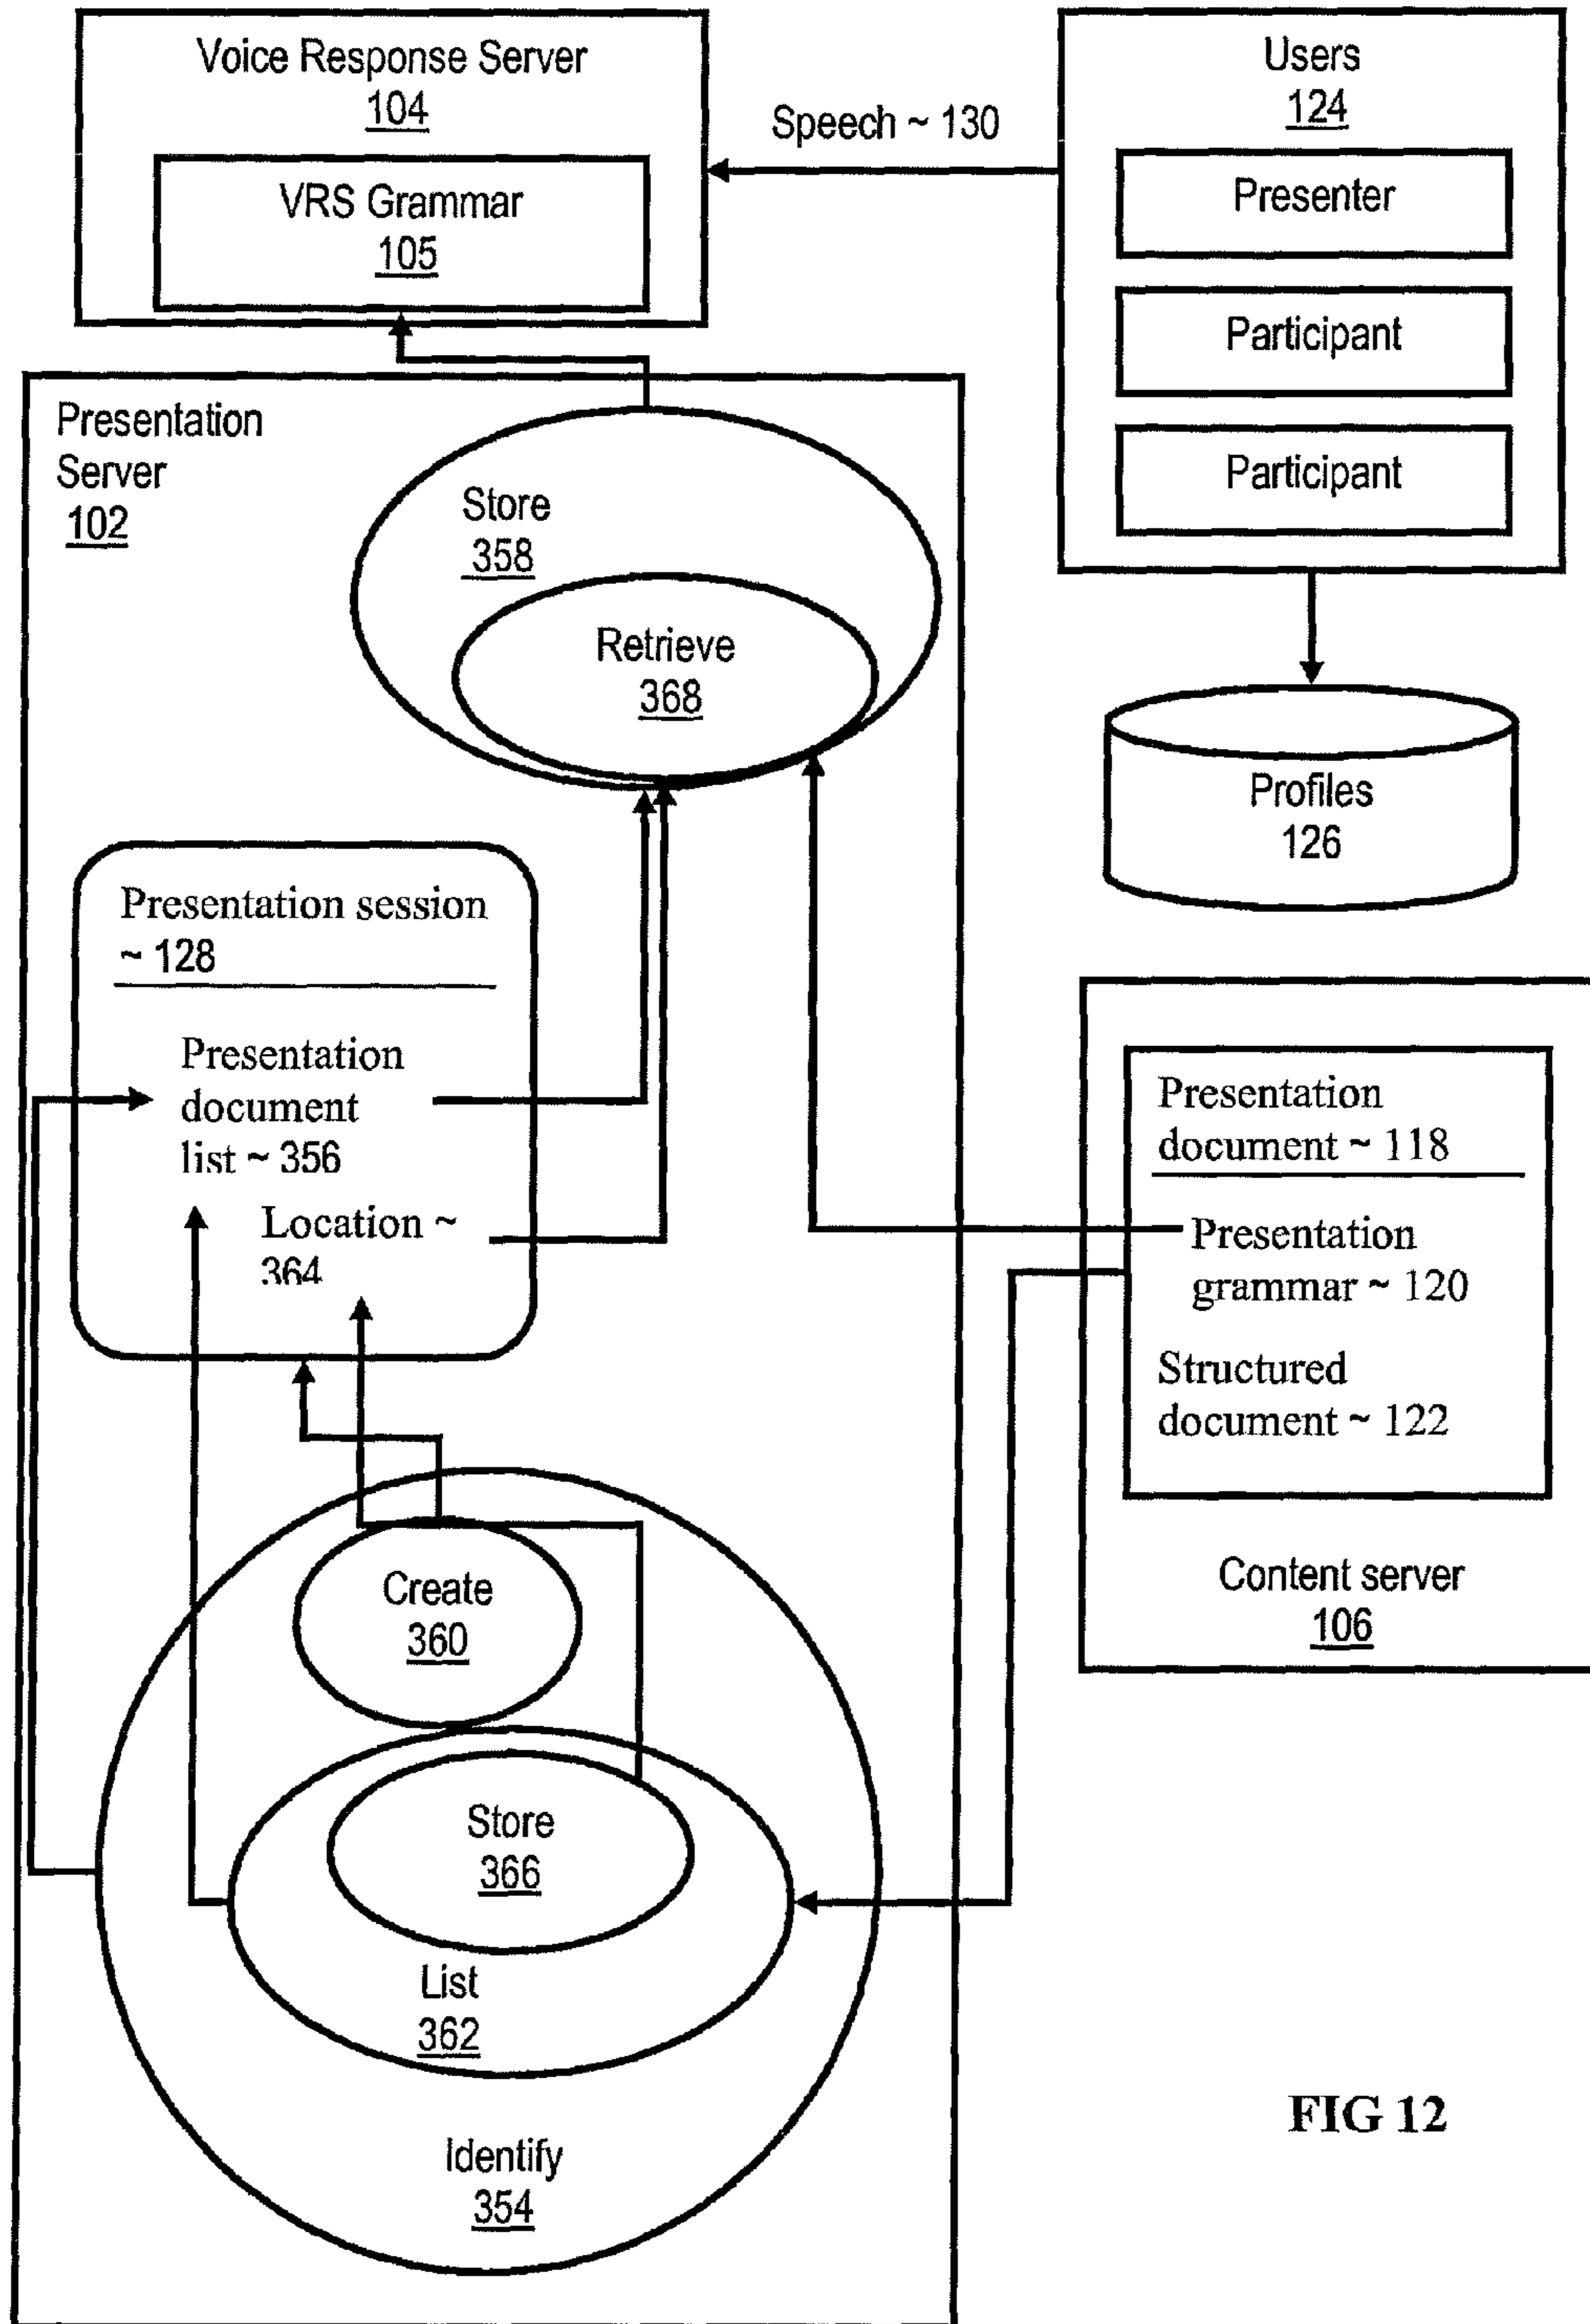 Voice Response Server
104
VRS Grammar
105
Speech ~ 130
Users
124
Presenter
Participant
Participant
Profiles
126
Presentation
Server
102
Store
358
Retrieve
368
Presentation session
~ 128
Presentation
document
list ~ 356
Location ~
364
Presentation
document ~ 118
Presentation
grammar ~ 120
Structured
document ~ 122
Content server
106
Create
360
Store
366
List
362
Identify
354
FIG 12